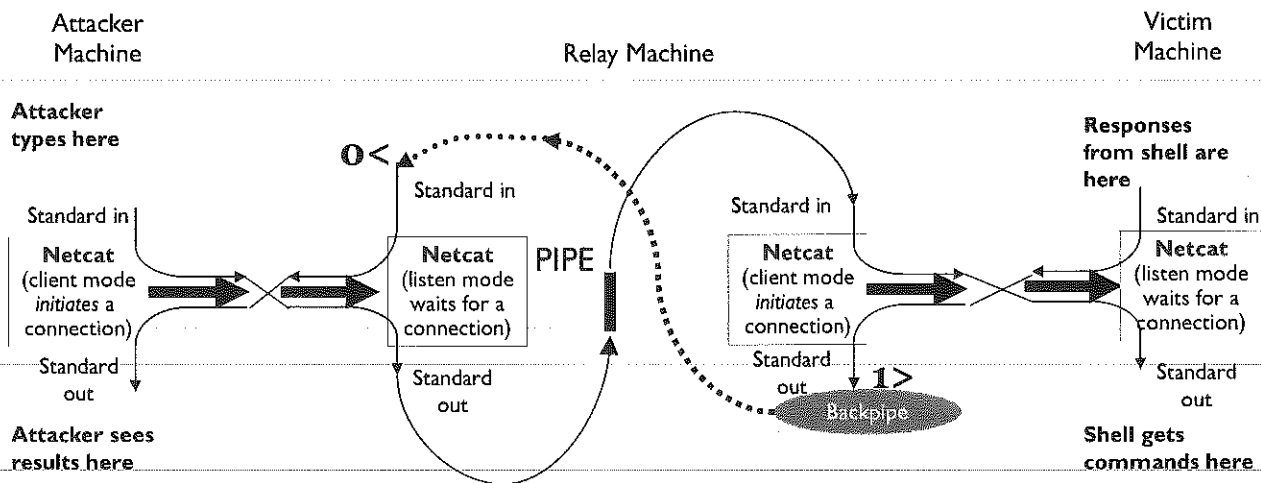 Attacker
Machine
Relay Machine
Victim
Machine
Attacker
types here
0<
Standard in
Responses
from shell are
here
Standard in
Standard in
Standard in
Netcat
(client mode
initiates a
connection)
Netcat
(listen mode
waits for a
connection)
PIPE
Netcat
(client mode
initiates a
connection)
Netcat
(listen mode
waits for a
connection)
Standard
out
Standard
out
Standard
out
1>
Backpipe
Standard
out
Attacker sees
results here
Shell gets
commands here